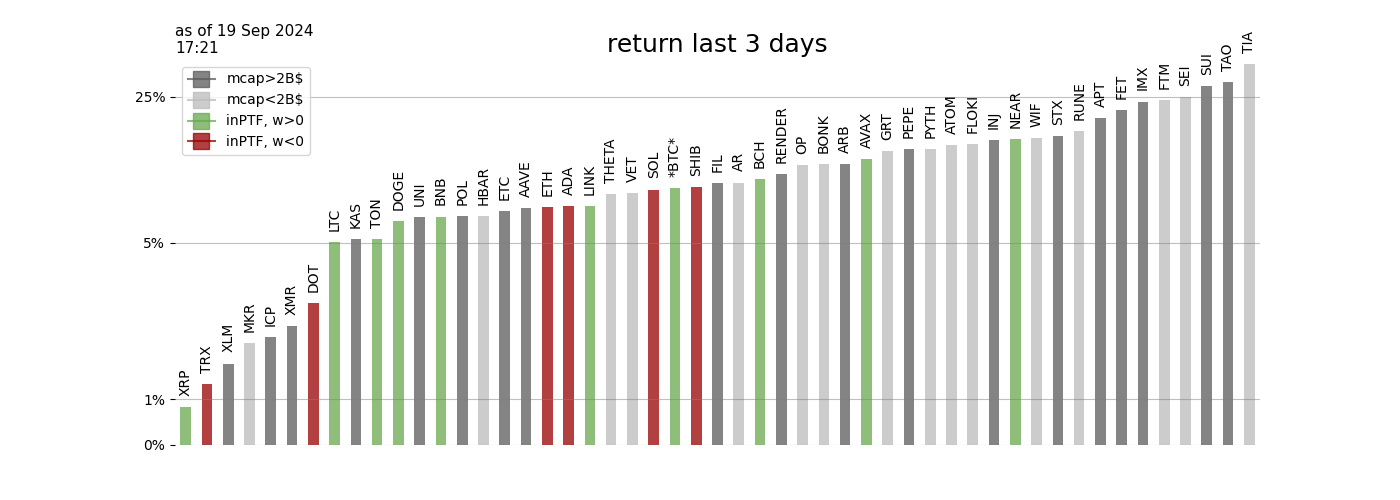 as of 19 Sep 2024
17:21
return last 3 days
mcap>2B$
mcap<2B$
inPTF, w>0
inPTF, w<0
25%
5%
1%
0%
XRP
TRX
XLM
MKR
ICP
XMR
DOT
LTC
KAS
TON
DOGE
UNI
BNB
POL
HBAR
ETC
AAVE
ETH
ADA
LINK
THETA
VET
SOL
*BTC*
SHIB
FIL
AR
BCH
RENDER
OP
BONK
ARB
AVAX
GRT
PEPE
PYTH
ATOM
FLOKI
INJ
NEAR
WIF
STX
RUNE
APT
FET
IMX
FTM
SEI
SUI
TAO
TIA